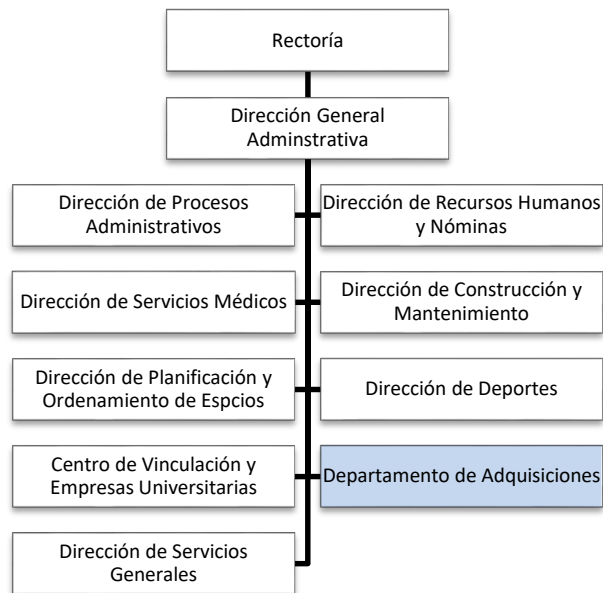 Rectoría
Dirección General
Adminstrativa
Dirección de Procesos
Administrativos
Dirección de Recursos Humanos
y Nóminas
Dirección de Servicios Médicos
Dirección de Construcción y
Mantenimiento
Dirección de Planificación y
Ordenamiento de Espcios
Dirección de Deportes
Centro de Vinculación y
Empresas Universitarias
Departamento de Adquisiciones
Dirección de Servicios
Generales